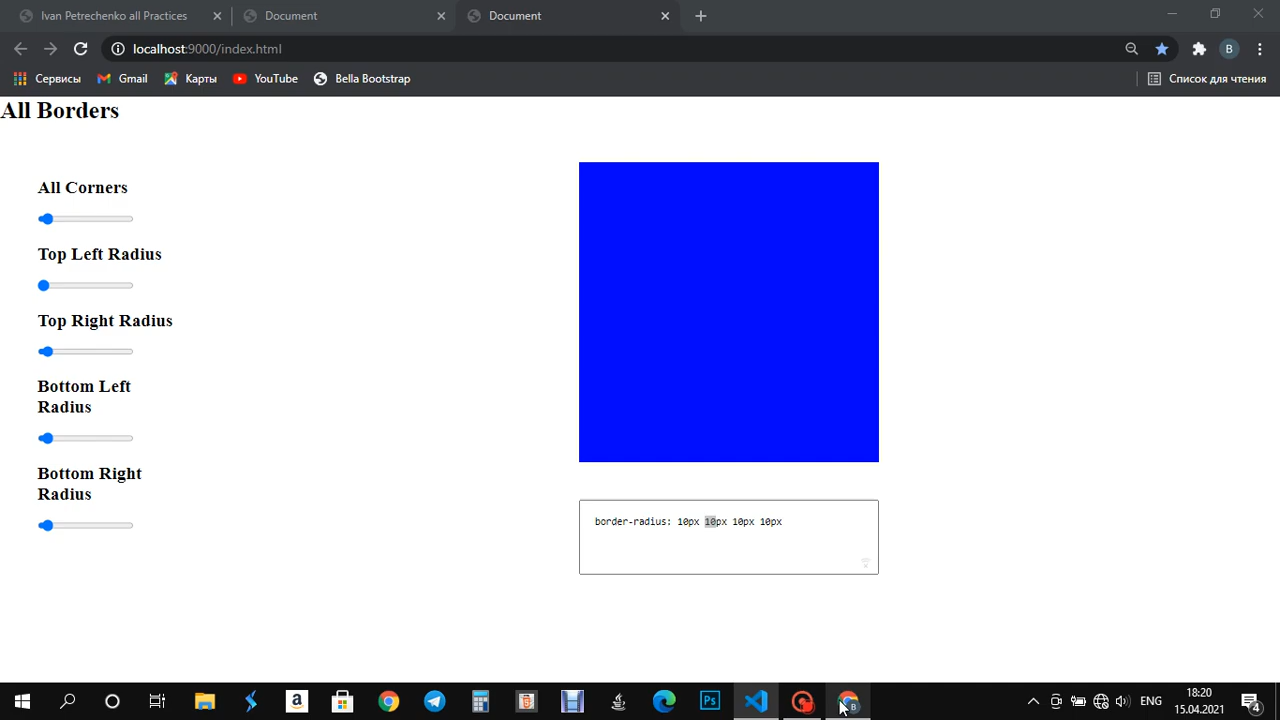 Ivan Petrechenko all Practices
Document
Document
localhost:9000/index.html
B
Сервисы
Gmail
Карты
YouTube
Bella Bootstrap
Список для чтения
All Borders
All Corners
Top Left Radius
Top Right Radius
Bottom Left
Radius
Bottom Right
Radius
border-radius: 10px 10px 10px 10px
a
Ps
B
ENG
18:20
15.04.2021
4